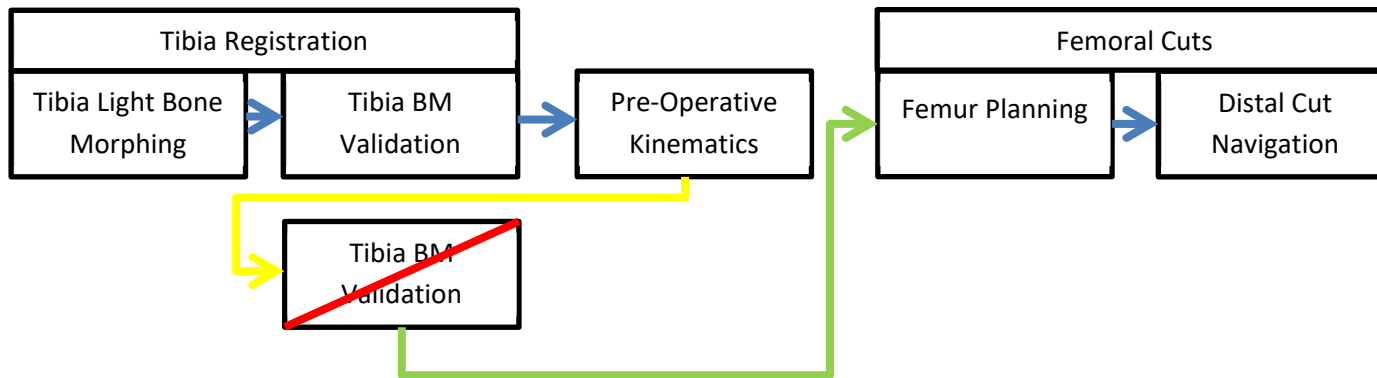 Tibia Registration
Tibia Light Bone
Morphing
Tibia BM
Validation
Pre-Operative
Kinematics
Femoral Cuts
Femur Planning
Distal Cut
Navigation
Tibia BM
Validation